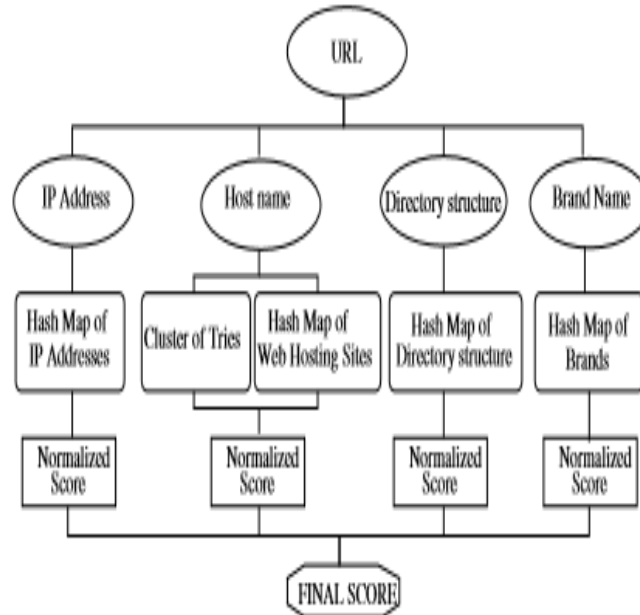 URL
IP Address
Host name
Directory structure
Brand Name
Hash Map of
IP Addresses
Cluster of Tries
Hash Map of
Web Hosting Sites
Hash Map of
Directory structure
Hash Map of
Brands
Normalized
Score
Normalized
Score
Normalized
Score
Normalized
Score
FINAL SCORE